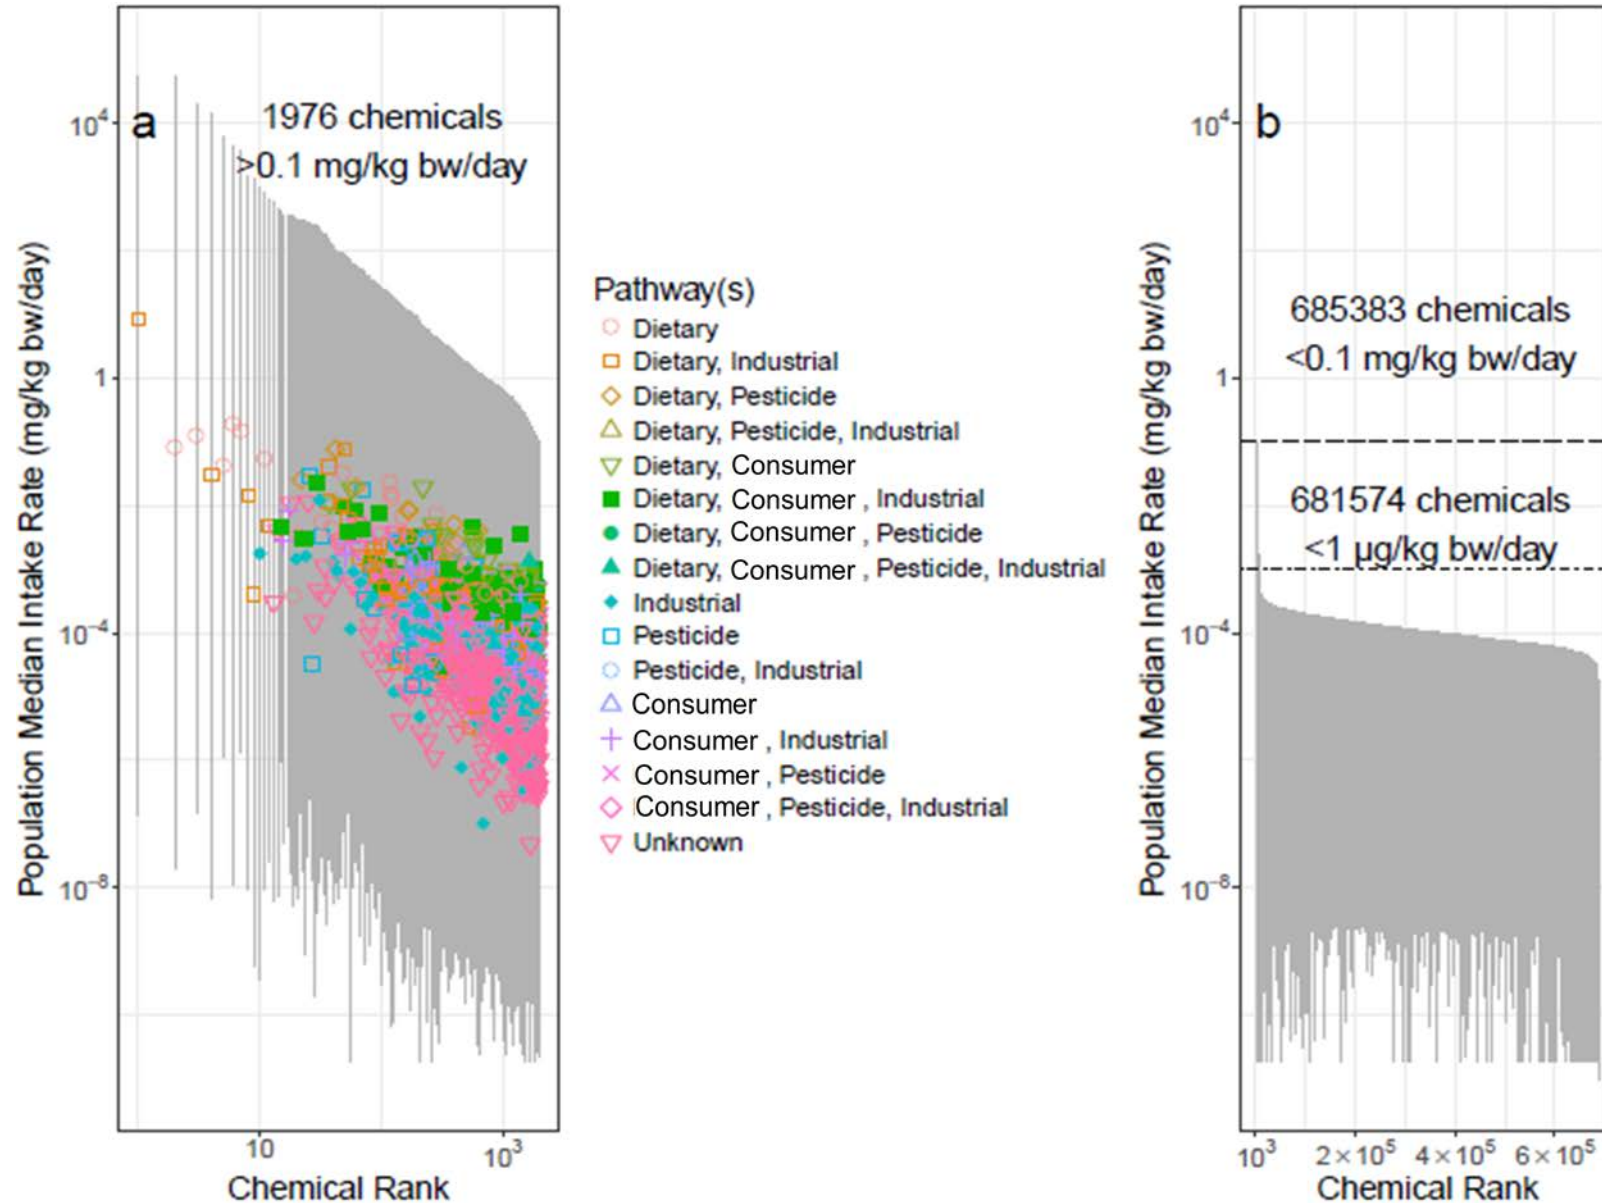 a
1976 chemicals
>0.1 mg/kg bw/day
Population Median Intake Rate (mg/kg bw/day)
10⁴
1
10⁻⁴
10⁻⁸
10
10³
Chemical Rank
Pathway(s)
Dietary
Dietary, Industrial
Dietary, Pesticide
Dietary, Pesticide, Industrial
Dietary, Consumer
Dietary, Consumer , Industrial
Dietary, Consumer , Pesticide
Dietary, Consumer , Pesticide, Industrial
Industrial
Pesticide
Pesticide, Industrial
Consumer
Consumer , Industrial
Consumer , Pesticide
Consumer , Pesticide, Industrial
Unknown
b
685383 chemicals
<0.1 mg/kg bw/day
681574 chemicals
<1 µg/kg bw/day
Population Median Intake Rate (mg/kg bw/day)
10⁴
1
10⁻⁴
10⁻⁸
10³
2×10⁵
4×10⁵
6×10⁵
Chemical Rank